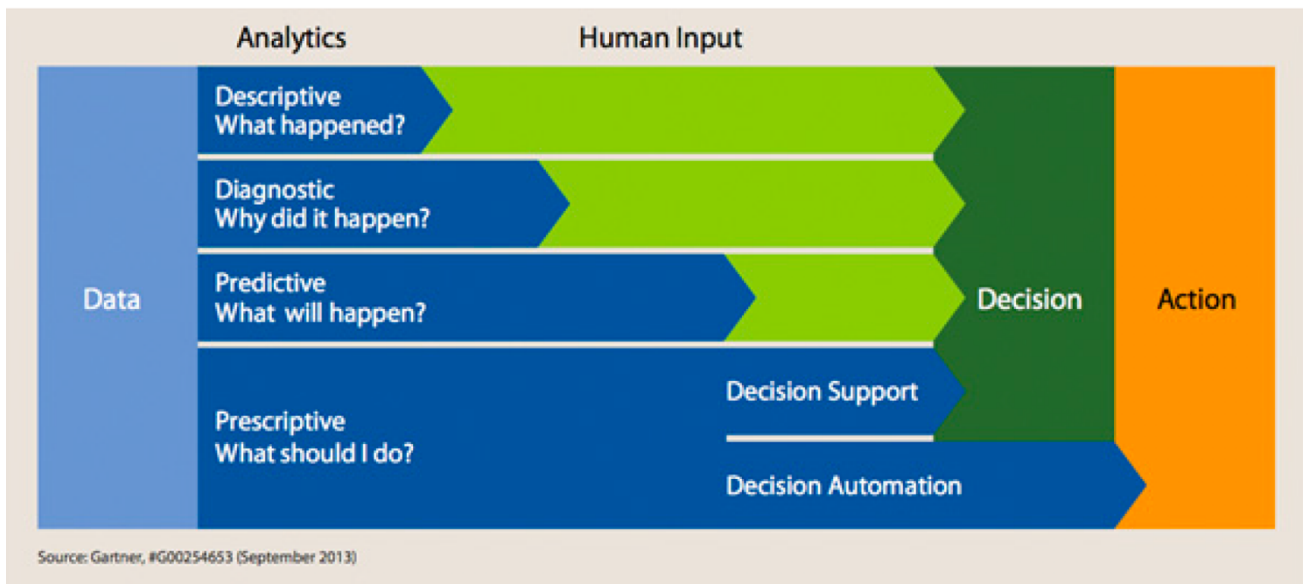 Analytics
Human Input
Descriptive
What happened?
Diagnostic
Why did it happen?
Predictive
What will happen?
Prescriptive
What should I do?
Data
Decision Support
Decision Automation
Decision
Action
Source: Gartner, #G00254653 (September 2013)